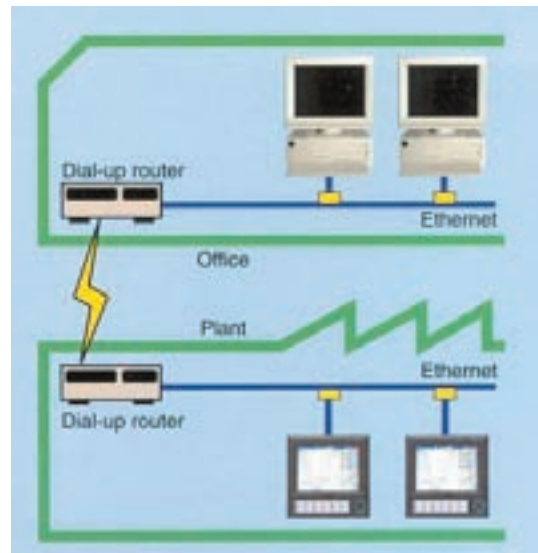 Dial-up router
Ethernet
Office
Plant
Ethernet
Dial-up router